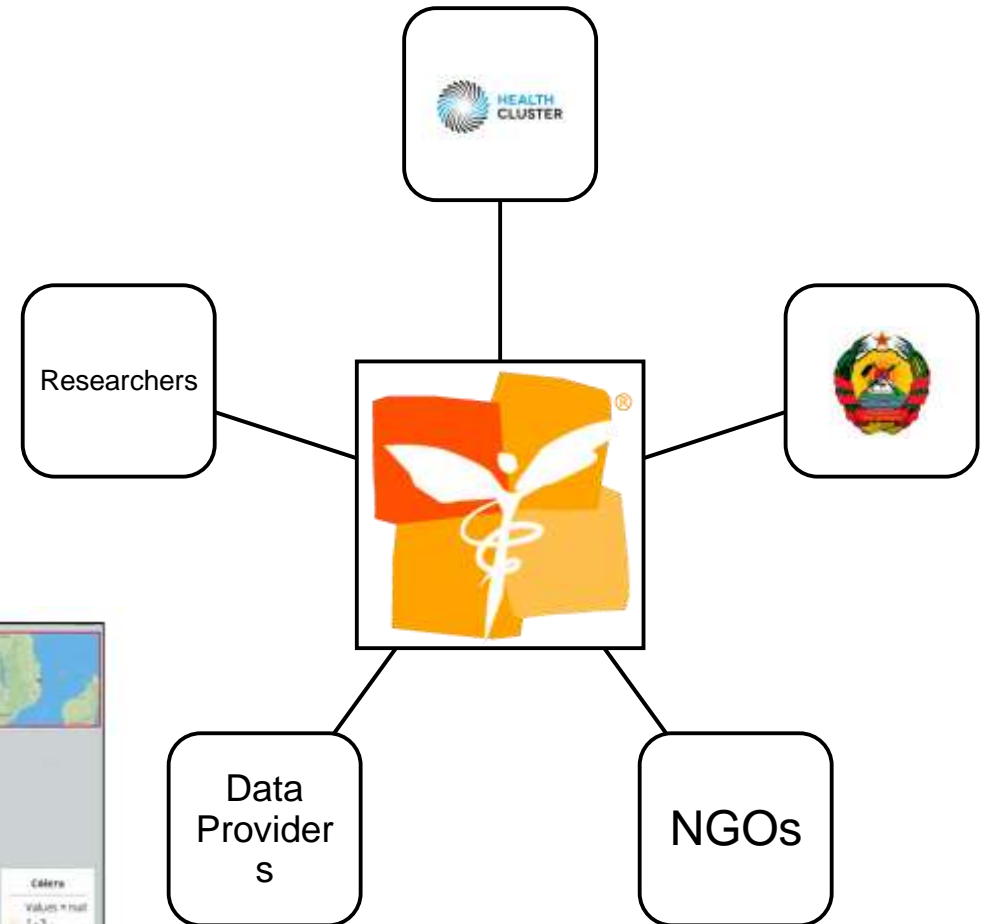 HEALTH
CLUSTER
Researchers
®
Data
Provider
s
NGOs
Cólera